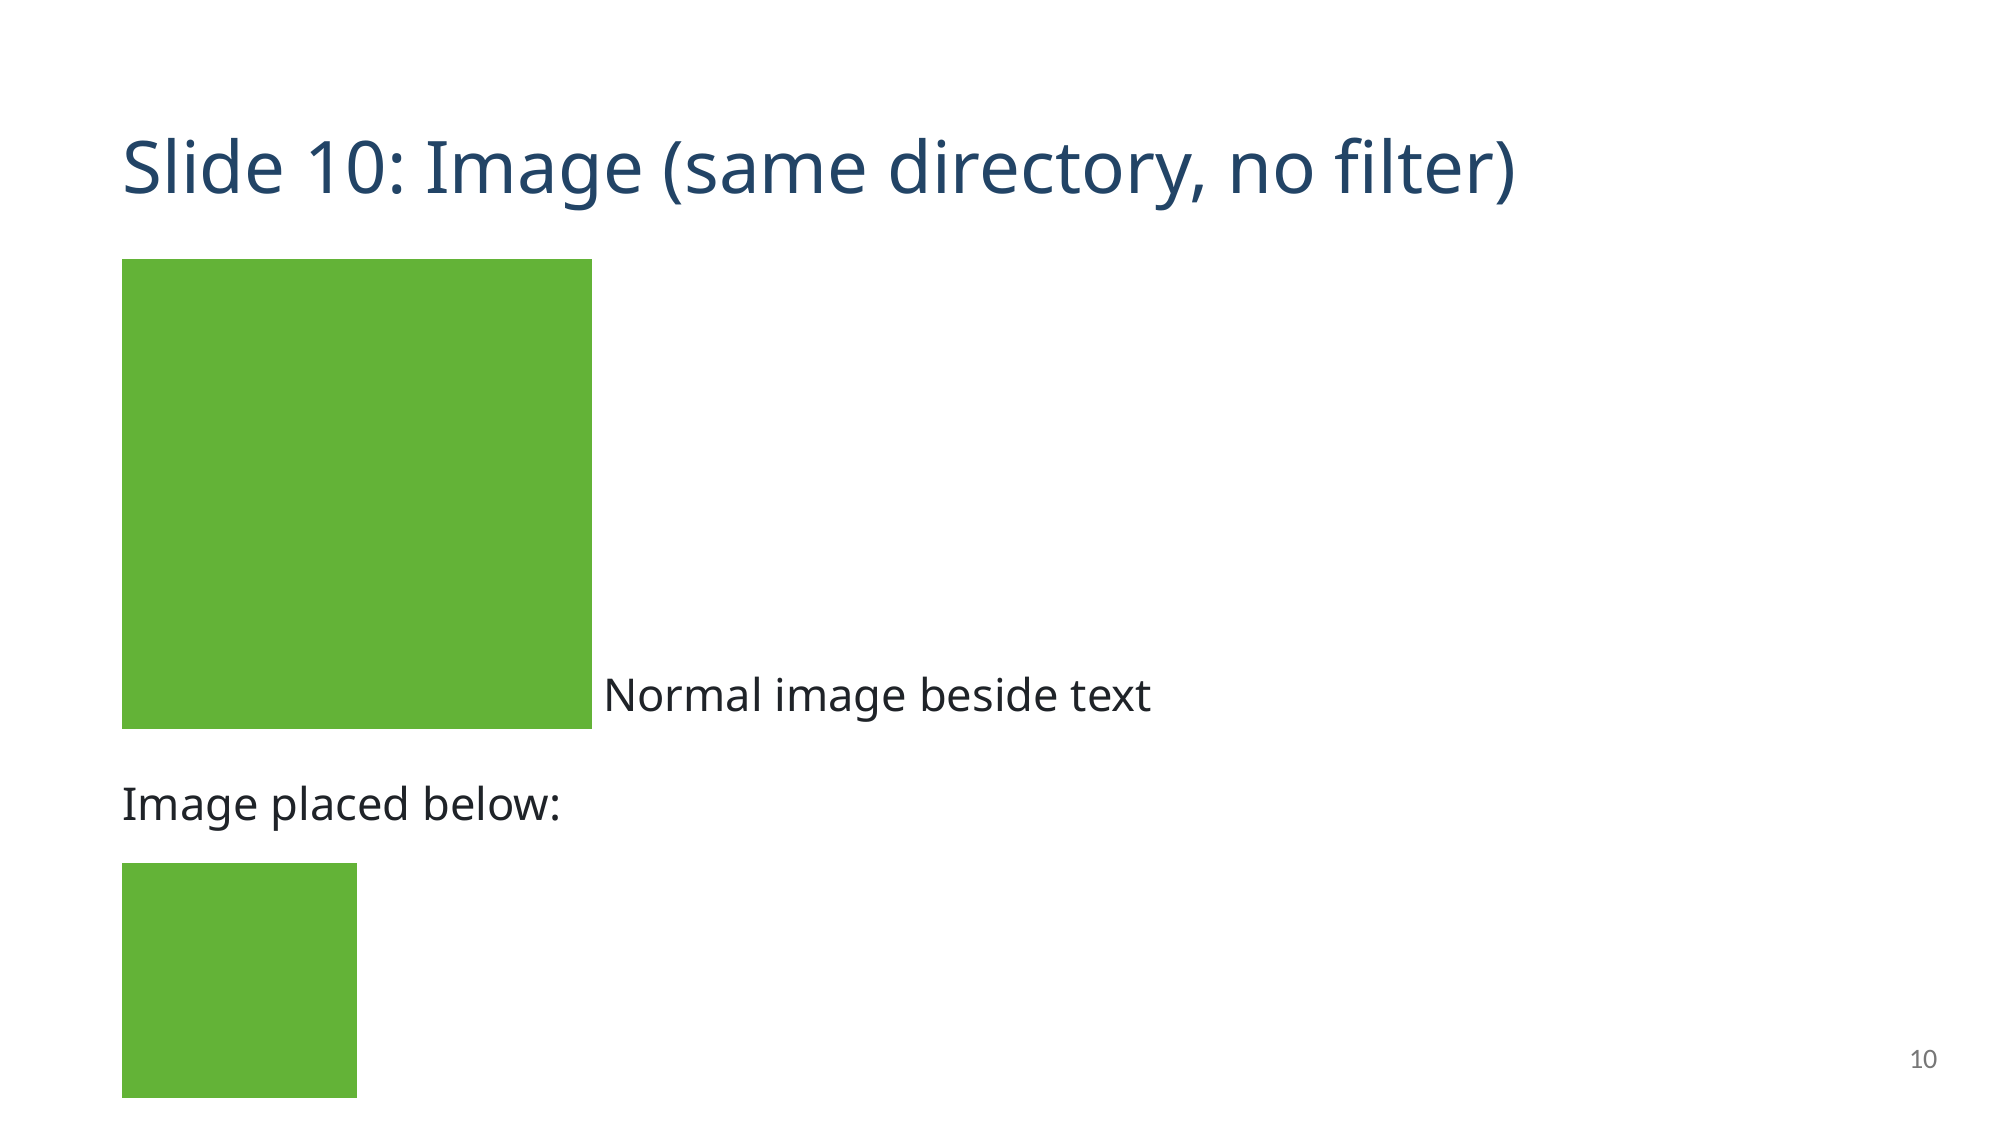 Slide 10: Image (same directory, no filter)
Normal image beside text
Image placed below:
10